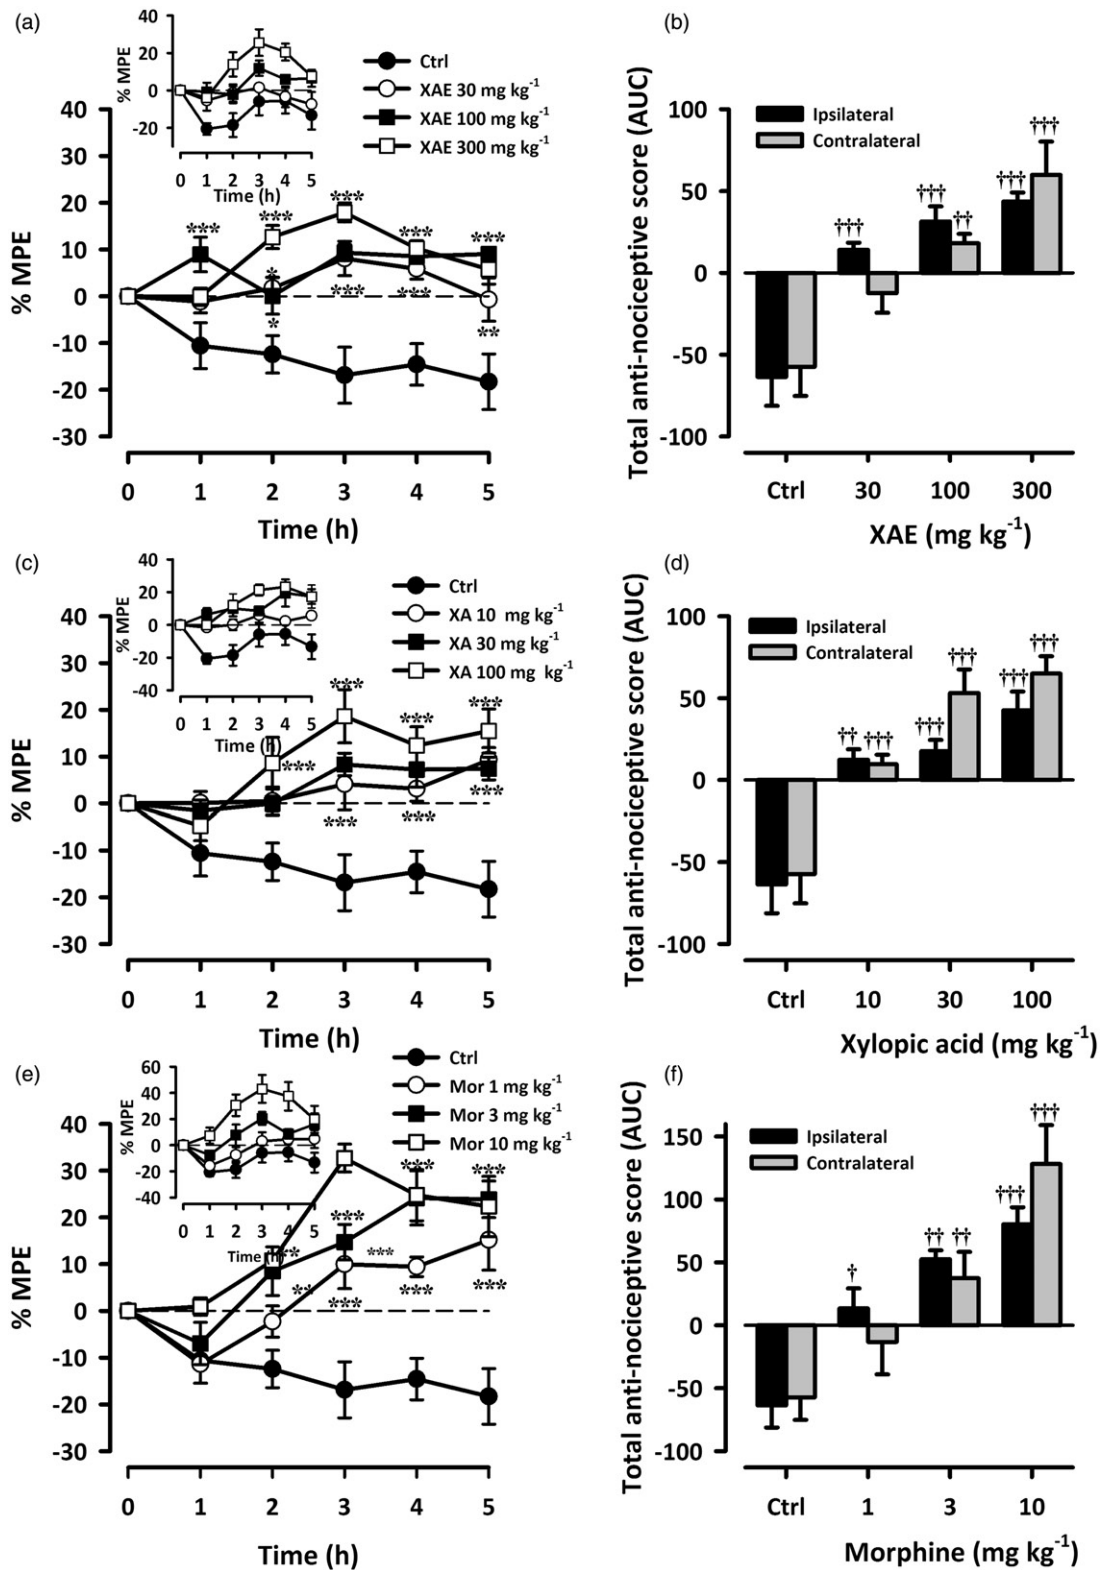 (a)
40
20
0
-20
% MPE
0 1 2 3 4 5
Time (h)
Ctrl
XAE 30 mg kg⁻¹
XAE 100 mg kg⁻¹
XAE 300 mg kg⁻¹
40
30
20
10
0
-10
-20
-30
% MPE
***
***
***
***
***
*
***
***
*
**
0 1 2 3 4 5
Time (h)
(b)
Total anti-nociceptive score (AUC)
100
50
0
-50
-100
Ipsilateral
Contralateral
†††
†††
††
†††
†††
Ctrl 30 100 300
XAE (mg kg⁻¹)
(c)
40
20
0
-20
-40
% MPE
0 1 2 3 4 5
Time (h)
Ctrl
XA 10 mg kg⁻¹
XA 30 mg kg⁻¹
XA 100 mg kg⁻¹
40
30
20
10
0
-10
-20
-30
% MPE
***
***
***
***
***
***
***
0 1 2 3 4 5
Time (h)
(d)
Total anti-nociceptive score (AUC)
100
50
0
-50
-100
Ipsilateral
Contralateral
††
†††
†††
†††
†††
†††
Ctrl 10 30 100
Xylopic acid (mg kg⁻¹)
(e)
60
40
20
0
-20
-40
% MPE
0 1 2 3 4 5
Time (h)
Ctrl
Mor 1 mg kg⁻¹
Mor 3 mg kg⁻¹
Mor 10 mg kg⁻¹
40
30
20
10
0
-10
-20
-30
% MPE
***
***
***
***
**
***
***
***
0 1 2 3 4 5
Time (h)
(f)
Total anti-nociceptive score (AUC)
150
100
50
0
-50
-100
Ipsilateral
Contralateral
†
††
††
†††
†††
Ctrl 1 3 10
Morphine (mg kg⁻¹)